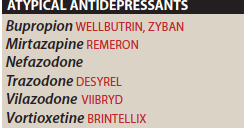 ATYPICAL ANTIDEPRESSANTS
Bupropion WELLBUTRIN, ZYBAN
Mirtazapine REMERON
Nefazodone
Trazodone DESYREL
Vilazodone VIIBRYD
Vortioxetine BRINTELLIX